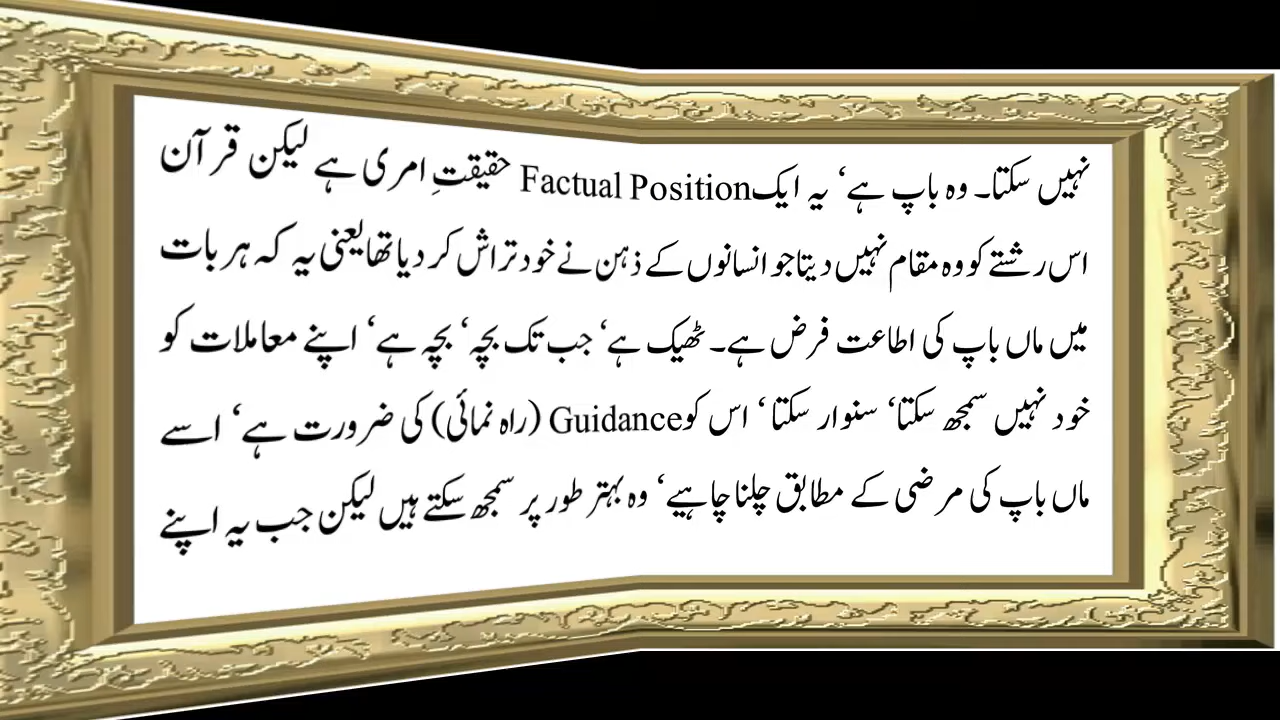 نہیں سکتا۔ وہ باپ ہے‘ یہ ایک Factual Position حقیقتِ امری ہے لیکن قرآن
اس رشتے کو وہ مقام نہیں دیتا جو انسانوں کے ذہن نے خود تراش کر دیا تھا یعنی یہ کہ ہر بات
میں ماں باپ کی اطاعت فرض ہے۔ ٹھیک ہے‘ جب تک بچہ‘ بچہ ہے‘ اپنے معاملات کو
خود نہیں سمجھ سکتا‘ سنوار سکتا‘ اس کو Guidance (راہ نمائی) کی ضرورت ہے‘ اسے
ماں باپ کی مرضی کے مطابق چلنا چاہیے‘ وہ بہتر طور پر سمجھ سکتے ہیں لیکن جب یہ اپنے